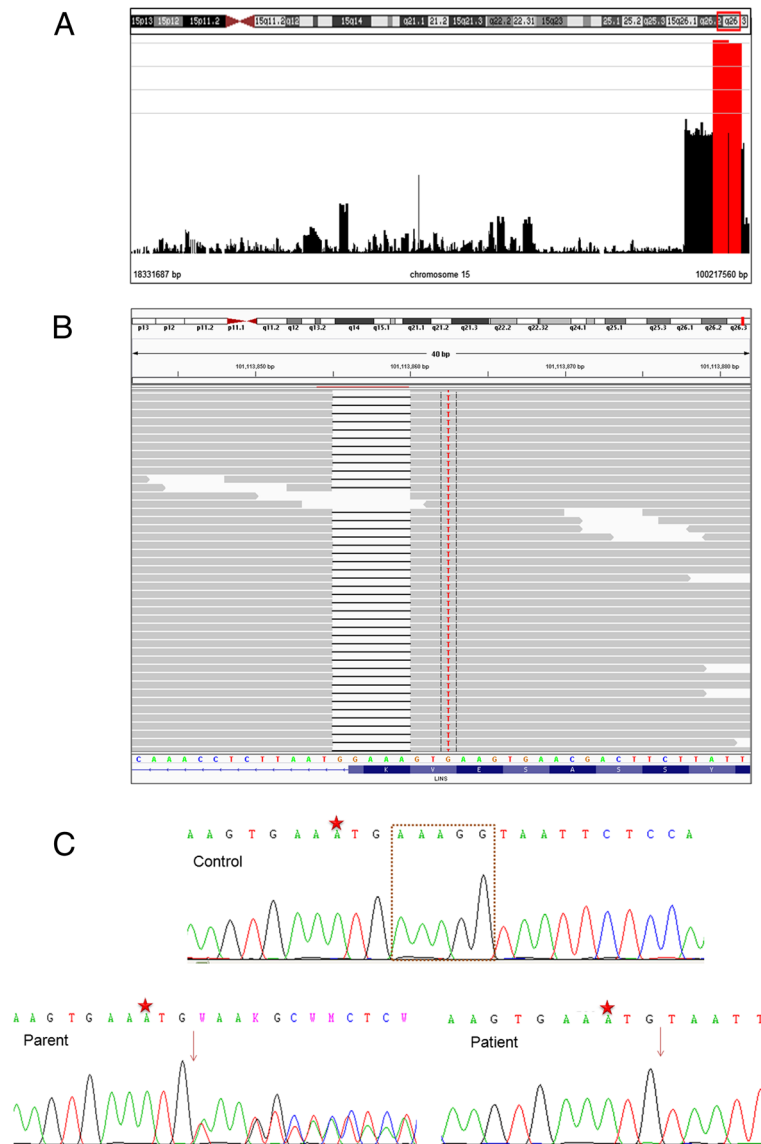 A
15p13 15p12 15p11.2 15q11.2 q12 15q14 q21.1 21.2 15q21.3 q22.2 22.31 15q23 25.1 25.2 q25.3 15q26.1 q26.2 q26 3
18331687 bp chromosome 15 100217560 bp
B
p13 p12 p11.2 p11.1 q11.2 q12 q13.2 q14 q15.1 q21.1 q21.2 q21.3 q22.2 q22.32 q24.1 q25.1 q25.3 q26.1 q26.2 q26.3
40 bp
101,113,850 bp 101,113,860 bp 101,113,870 bp 101,113,880 bp
T
C A A A C C T C T T A A T G G A A A G T G A A G T G A A C G A C T T C T T A T T
K V E S A S S Y
LINS
C
A A G T G A A A T G A A A G G T A A T T C T C C A
Control
A A G T G A A A T G W A A K G C W M C T C W
Parent
A A G T G A A A T G T A A T T
Patient